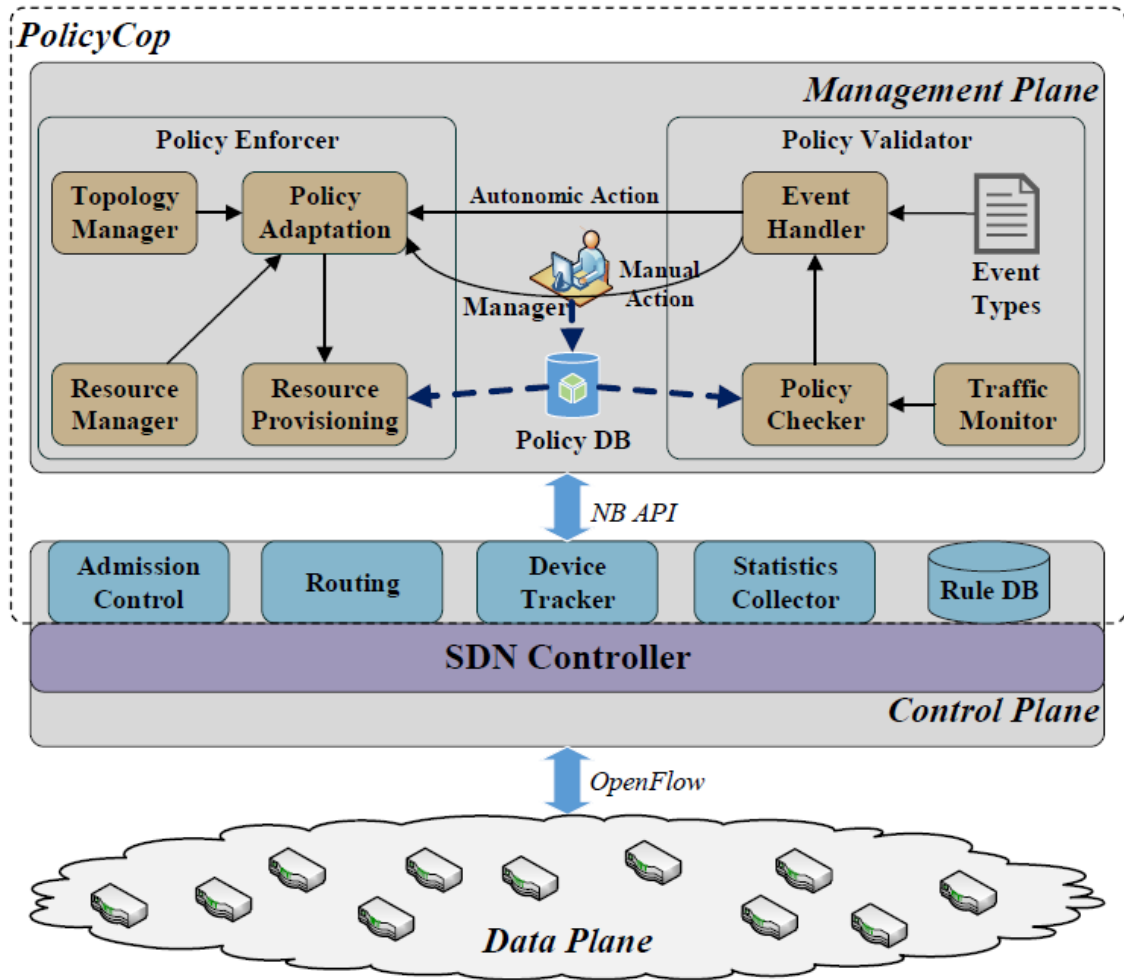 PolicyCop
Management Plane
Policy Enforcer
Policy Validator
Topology
Manager
Policy
Adaptation
Autonomic Action
Event
Handler
Manual
Action
Manager
Event
Types
Resource
Manager
Resource
Provisioning
Policy DB
Policy
Checker
Traffic
Monitor
NB API
Admission
Control
Routing
Device
Tracker
Statistics
Collector
Rule DB
SDN Controller
Control Plane
OpenFlow
Data Plane